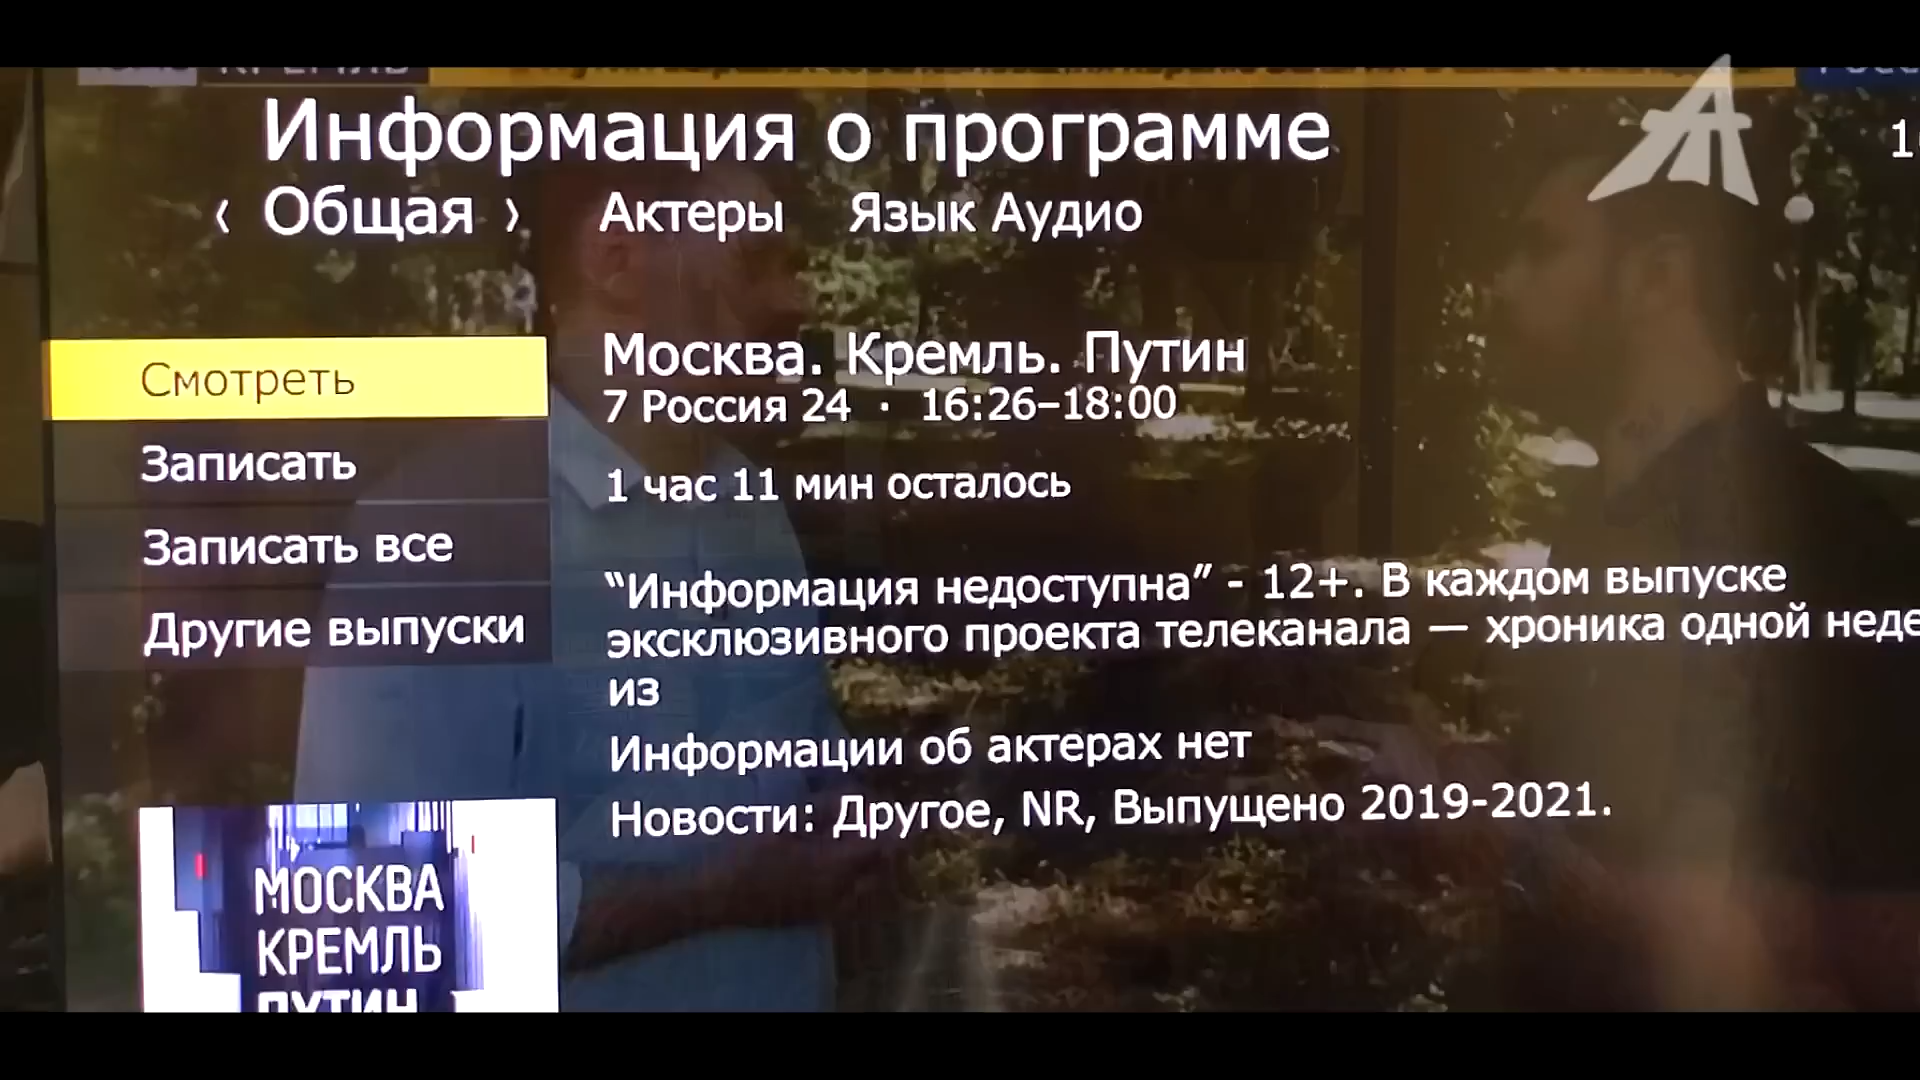 КРЕМЛЬ
Информация о программе
‹ Общая › Актеры Язык Аудио
Смотреть
Записать
Записать все
Другие выпуски
Москва. Кремль. Путин
7 Россия 24 · 16:26–18:00
1 час 11 мин осталось
“Информация недоступна” - 12+. В каждом выпуске
эксклюзивного проекта телеканала — хроника одной
из
Информации об актерах нет
Новости: Другое, NR, Выпущено 2019-2021.
МОСКВА
КРЕМЛЬ
ПУТИН